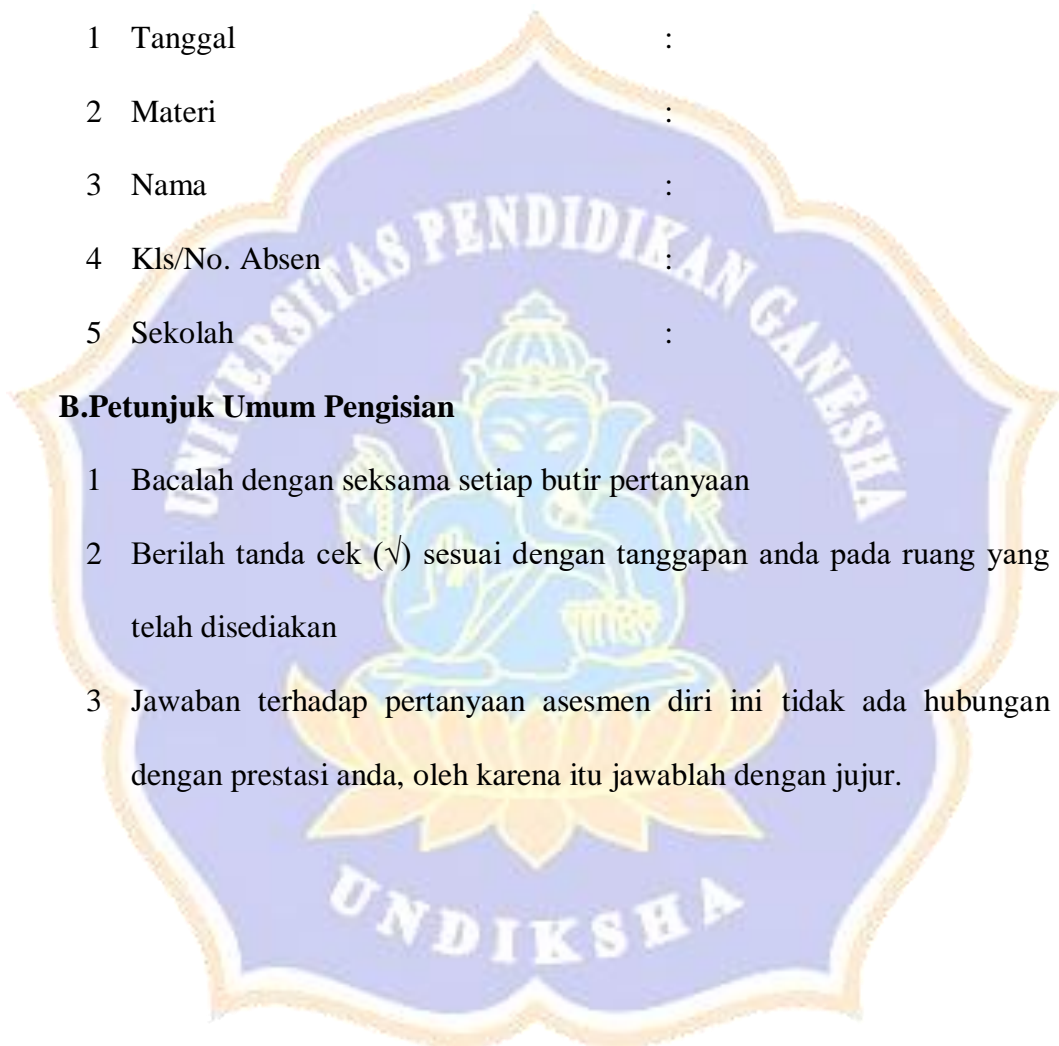 1 Tanggal :
2 Materi :
3 Nama :
4 Kls/No. Absen :
5 Sekolah :
B.Petunjuk Umum Pengisian
1 Bacalah dengan seksama setiap butir pertanyaan
2 Berilah tanda cek (√) sesuai dengan tanggapan anda pada ruang yang
telah disediakan
3 Jawaban terhadap pertanyaan asesmen diri ini tidak ada hubungan
dengan prestasi anda, oleh karena itu jawablah dengan jujur.
UNIVERSITAS PENDIDIKAN GANESHA
UNDIKSHA